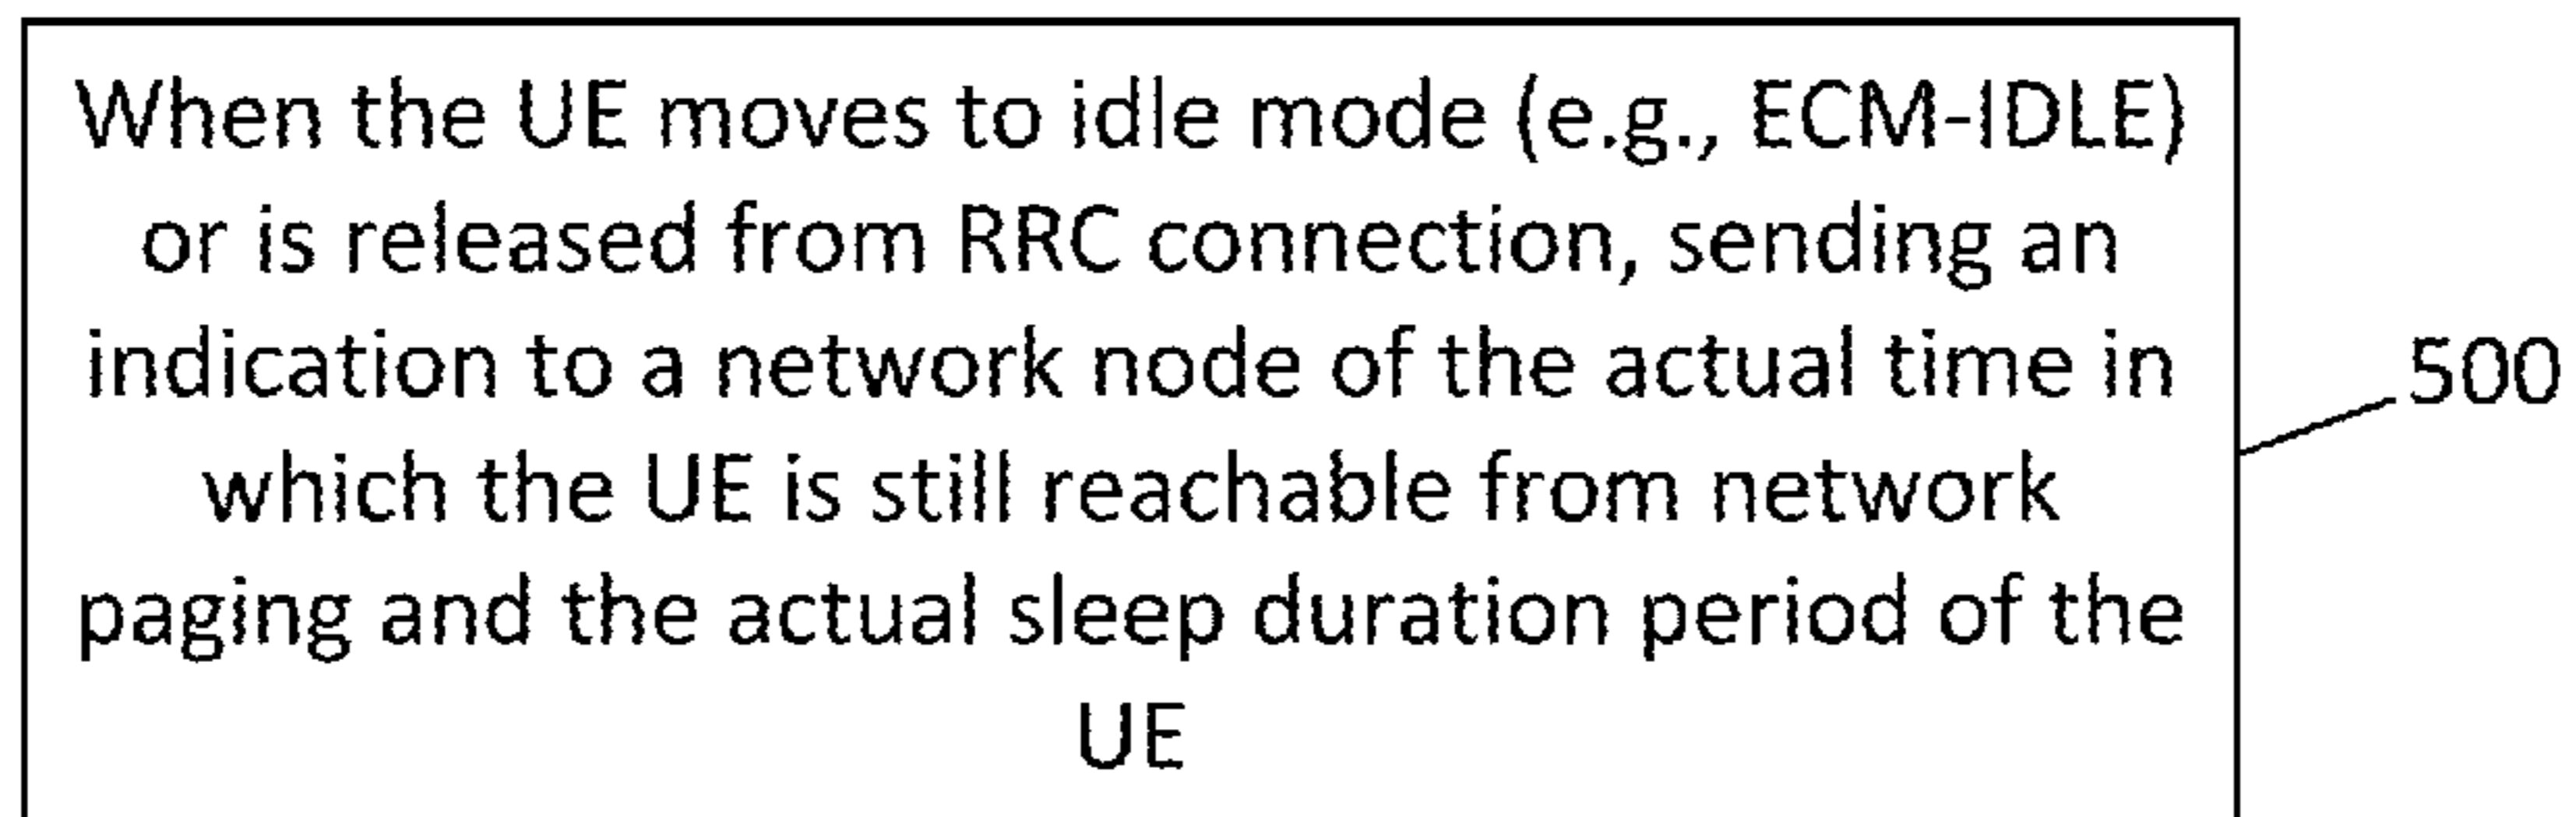 When the UE moves to idle mode (e.g., ECM-IDLE)
or is released from RRC connection, sending an
indication to a network node of the actual time in
which the UE is still reachable from network
paging and the actual sleep duration period of the
UE
500